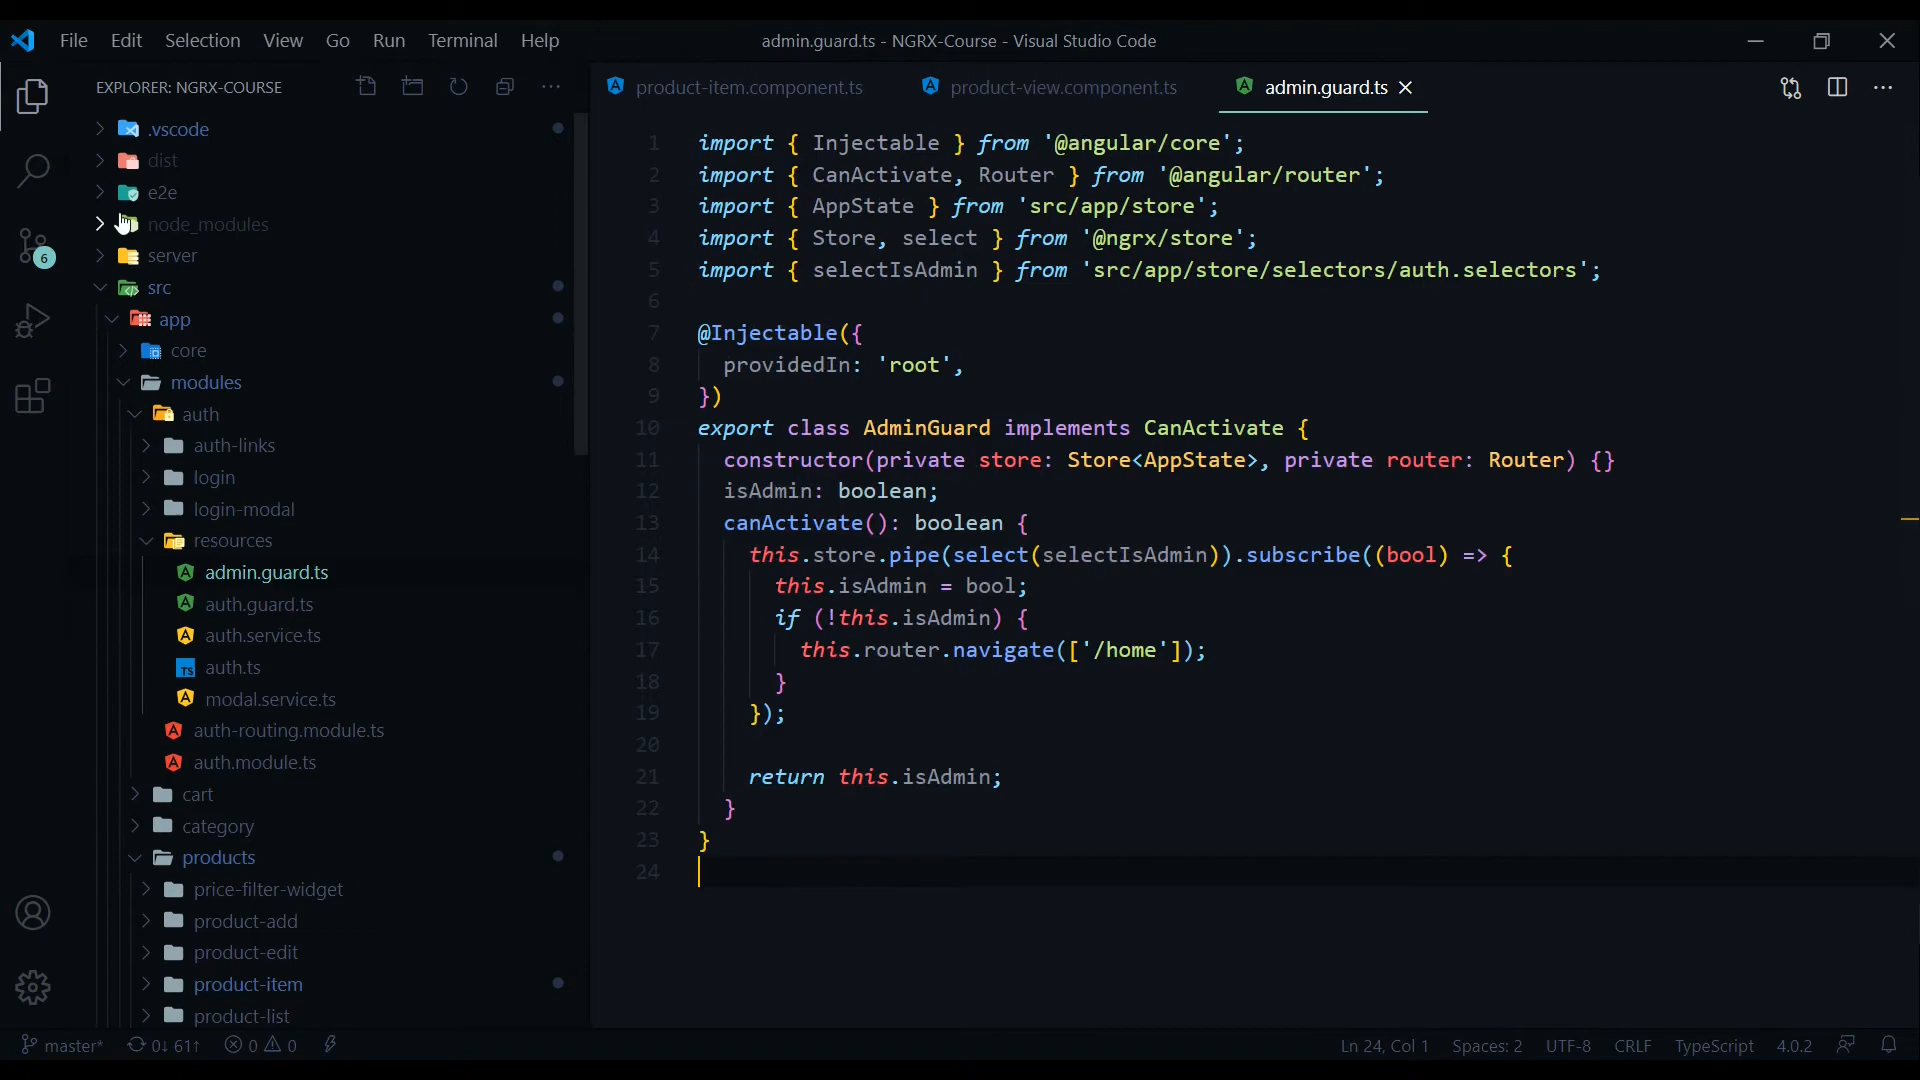 File Edit Selection View Go Run Terminal Help
admin.guard.ts - NGRX-Course - Visual Studio Code
EXPLORER: NGRX-COURSE
.vscode
dist
e2e
node_modules
server
src
app
core
modules
auth
auth-links
login
login-modal
resources
admin.guard.ts
auth.guard.ts
auth.service.ts
TS auth.ts
modal.service.ts
auth-routing.module.ts
auth.module.ts
cart
category
products
price-filter-widget
product-add
product-edit
product-item
product-list
6
product-item.component.ts product-view.component.ts admin.guard.ts
1 import { Injectable } from '@angular/core';
2 import { CanActivate, Router } from '@angular/router';
3 import { AppState } from 'src/app/store';
4 import { Store, select } from '@ngrx/store';
5 import { selectIsAdmin } from 'src/app/store/selectors/auth.selectors';
6
7 @Injectable({
8 providedIn: 'root',
9 })
10 export class AdminGuard implements CanActivate {
11 constructor(private store: Store<AppState>, private router: Router) {}
12 isAdmin: boolean;
13 canActivate(): boolean {
14 this.store.pipe(select(selectIsAdmin)).subscribe((bool) => {
15 this.isAdmin = bool;
16 if (!this.isAdmin) {
17 this.router.navigate(['/home']);
18 }
19 });
20
21 return this.isAdmin;
22 }
23 }
24
master* 0↓ 61↑ 0 0 Ln 24, Col 1 Spaces: 2 UTF-8 CRLF TypeScript 4.0.2